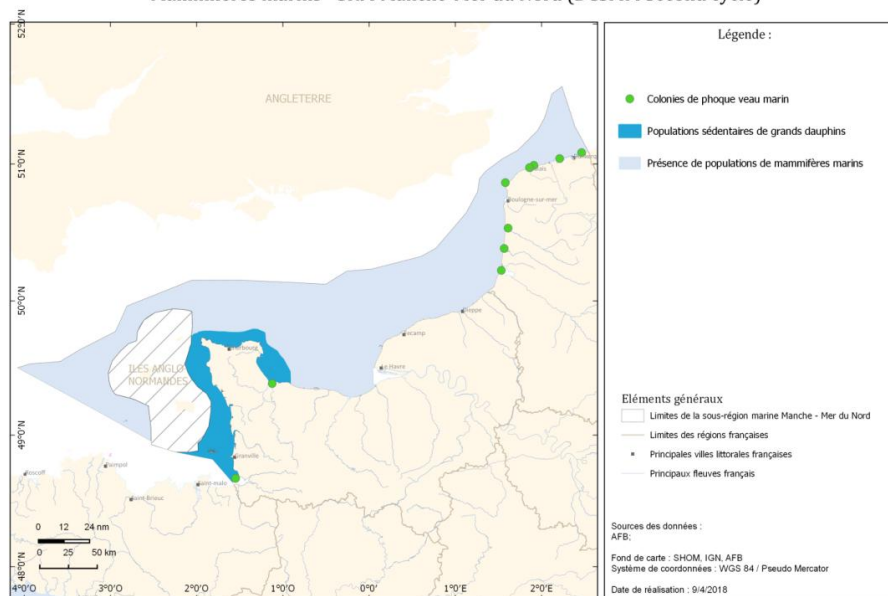 52°0'N
51°0'N
50°0'N
49°0'N
48°0'N
ANGLETERRE
Calais
Boulogne-sur-mer
Dieppe
Fécamp
Le Havre
Cherbourg
ILES ANGLO
NORMANDES
Granville
Saint-malo
Saint-Brieuc
Paimpol
Roscoff
0 12 24 nm
0 25 50 km
4°0'O 3°0'O 2°0'O 1°0'O 0°0' 1°0'E 2°0'E
Légende :
Colonies de phoque veau marin
Populations sédentaires de grands dauphins
Présence de populations de mammifères marins
Eléments généraux
Limites de la sous-région marine Manche - Mer du Nord
Limites des régions françaises
Principales villes littorales françaises
Principaux fleuves français
Sources des données :
AFB;
Fond de carte : SHOM, IGN, AFB
Système de coordonnées : WGS 84 / Pseudo Mercator
Date de réalisation : 9/4/2018